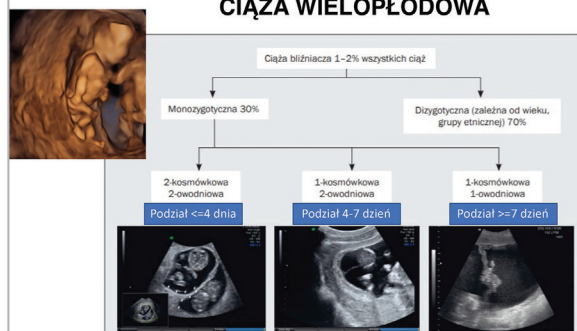 CIĄŻA WIELOPŁODOWA
Ciąża bliźniacza 1–2% wszystkich ciąż
Monozygotyczna 30%
Dizygotyczna (zależna od wieku,
grupy etnicznej) 70%
2-kosmówkowa
2-owodniowa
Podział <=4 dnia
1-kosmówkowa
2-owodniowa
Podział 4-7 dzień
1-kosmówkowa
1-owodniowa
Podział >=7 dzień